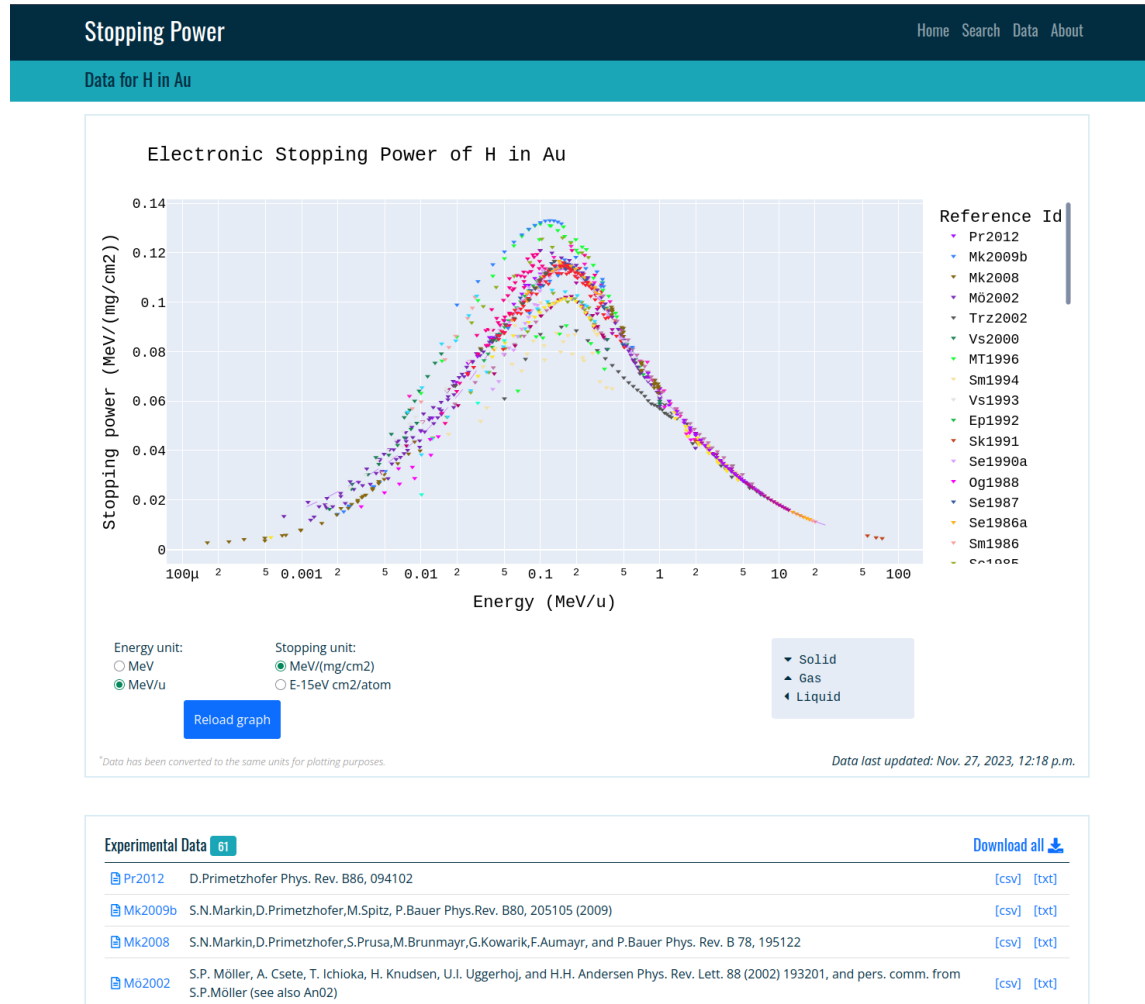 Stopping Power
Home Search Data About
Data for H in Au
Electronic Stopping Power of H in Au
Stopping power (MeV/(mg/cm2))
0.14
0.12
0.1
0.08
0.06
0.04
0.02
0
100μ 2 5 0.001 2 5 0.01 2 5 0.1 2 5 1 2 5 10 2 5 100
Energy (MeV/u)
Reference Id
Pr2012
Mk2009b
Mk2008
Mö2002
Trz2002
Vs2000
MT1996
Sm1994
Vs1993
Ep1992
Sk1991
Se1990a
Og1988
Se1987
Se1986a
Sm1986
Energy unit:
MeV
MeV/u
Stopping unit:
MeV/(mg/cm2)
E-15eV cm2/atom
Reload graph
Solid
Gas
Liquid
*Data has been converted to the same units for plotting purposes.
Data last updated: Nov. 27, 2023, 12:18 p.m.
Experimental Data 61
Download all
Pr2012 D.Primetzhofer Phys. Rev. B86, 094102 [csv] [txt]
Mk2009b S.N.Markin,D.Primetzhofer,M.Spitz, P.Bauer Phys.Rev. B80, 205105 (2009) [csv] [txt]
Mk2008 S.N.Markin,D.Primetzhofer,S.Prusa,M.Brunmayr,G.Kowarik,F.Aumayr, and P.Bauer Phys. Rev. B 78, 195122 [csv] [txt]
Mö2002 S.P. Möller, A. Csete, T. Ichioka, H. Knudsen, U.I. Uggerhoj, and H.H. Andersen Phys. Rev. Lett. 88 (2002) 193201, and pers. comm. from [csv] [txt]
S.P.Möller (see also An02)